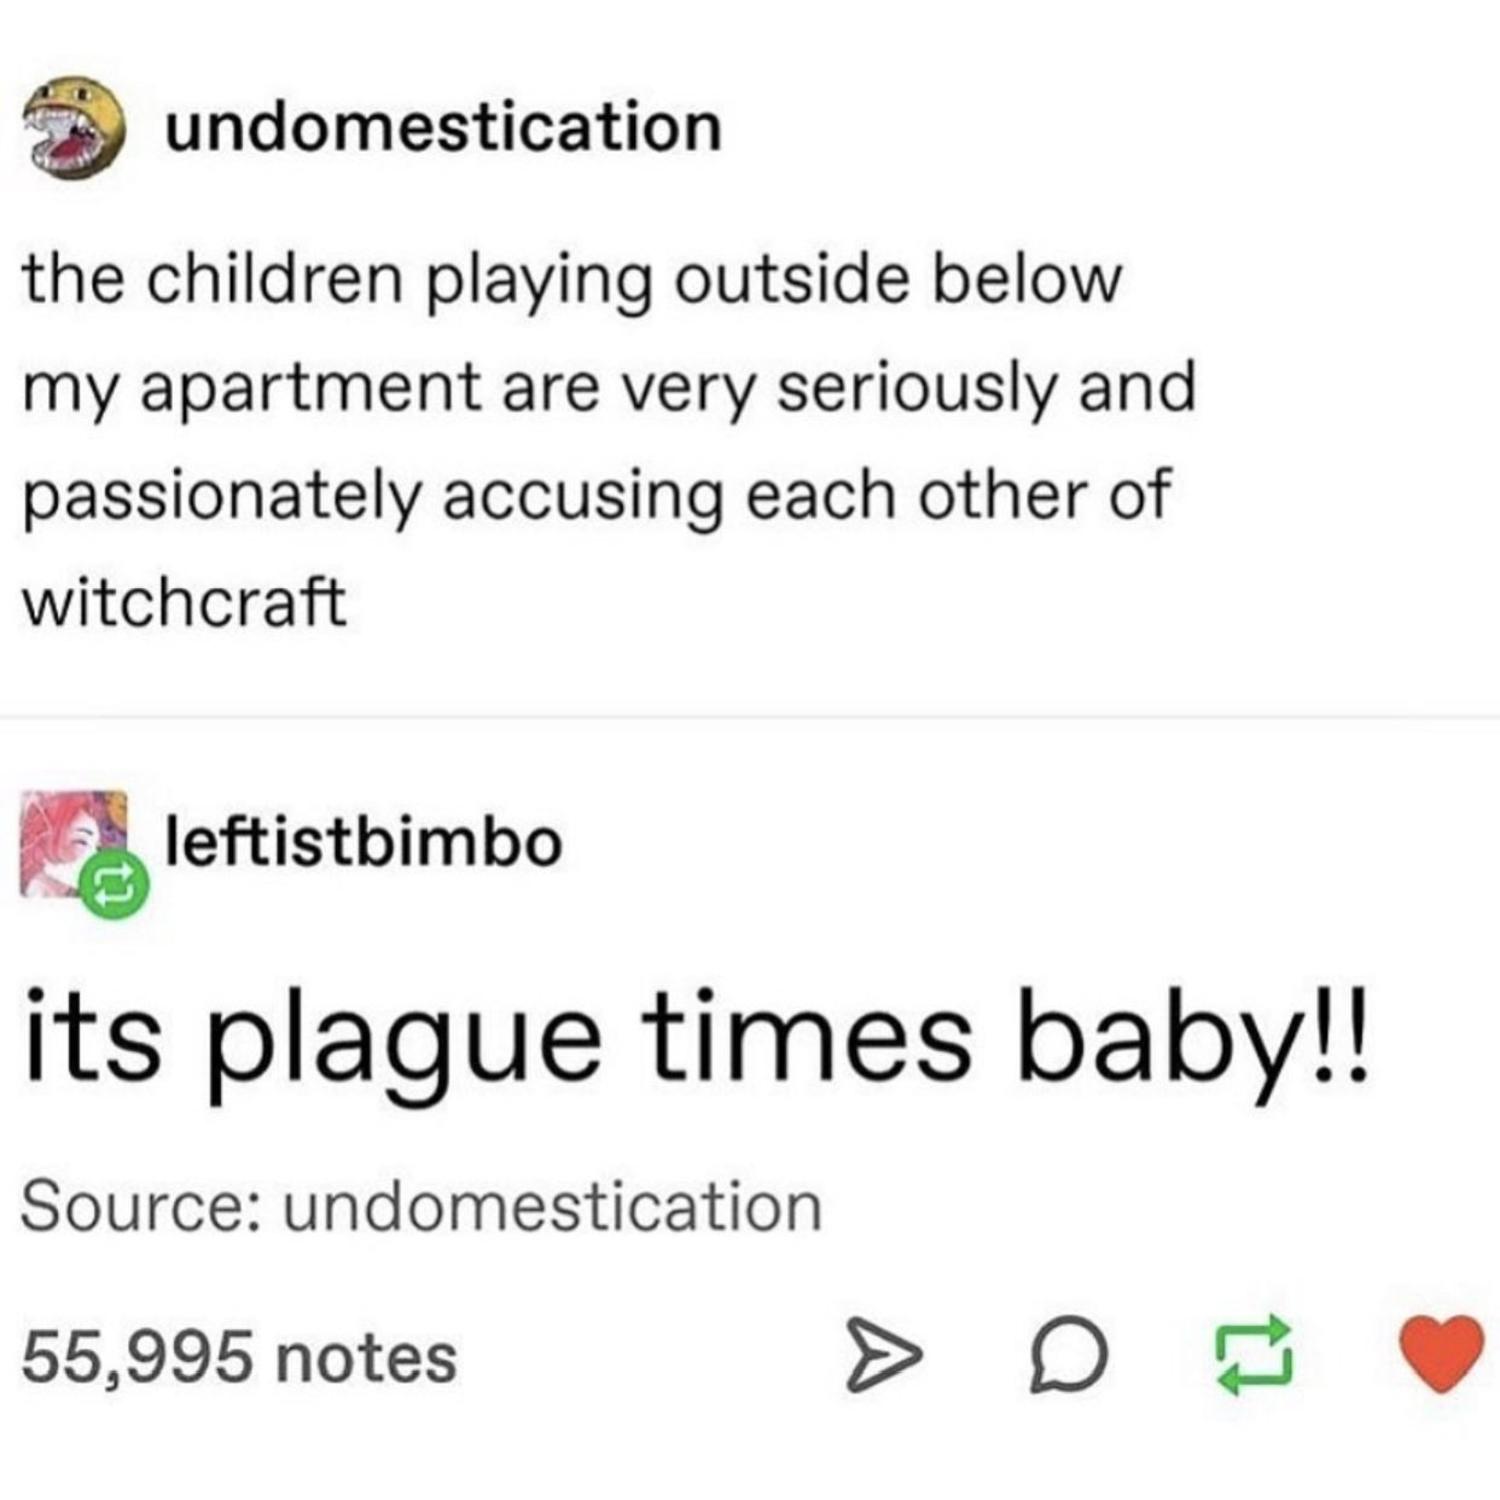 undomestication
the children playing outside below
my apartment are very seriously and
passionately accusing each other of
witchcraft
leftistbimbo
its plague times baby!!
Source: undomestication
55,995 notes